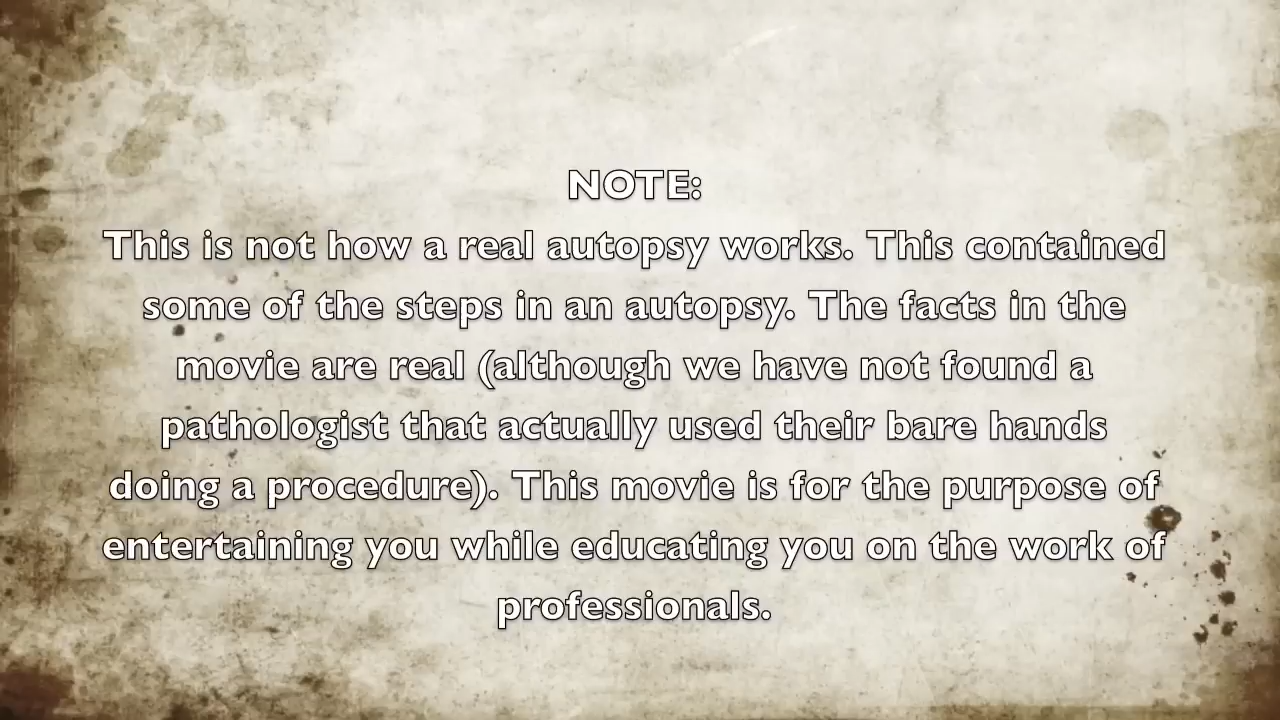 NOTE:
This is not how a real autopsy works. This contained
some of the steps in an autopsy. The facts in the
movie are real (although we have not found a
pathologist that actually used their bare hands
doing a procedure). This movie is for the purpose of
entertaining you while educating you on the work of
professionals.